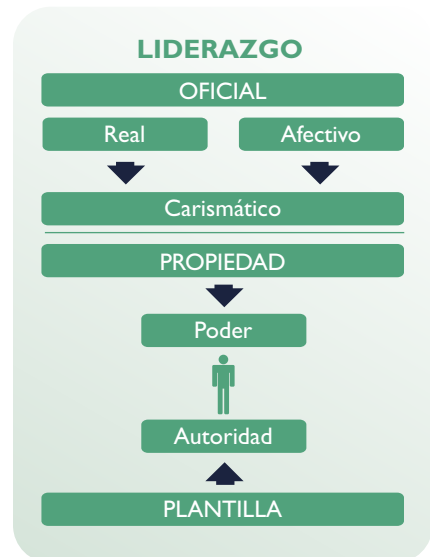 LIDERAZGO
OFICIAL
Real
Afectivo
Carismático
PROPIEDAD
Poder
Autoridad
PLANTILLA